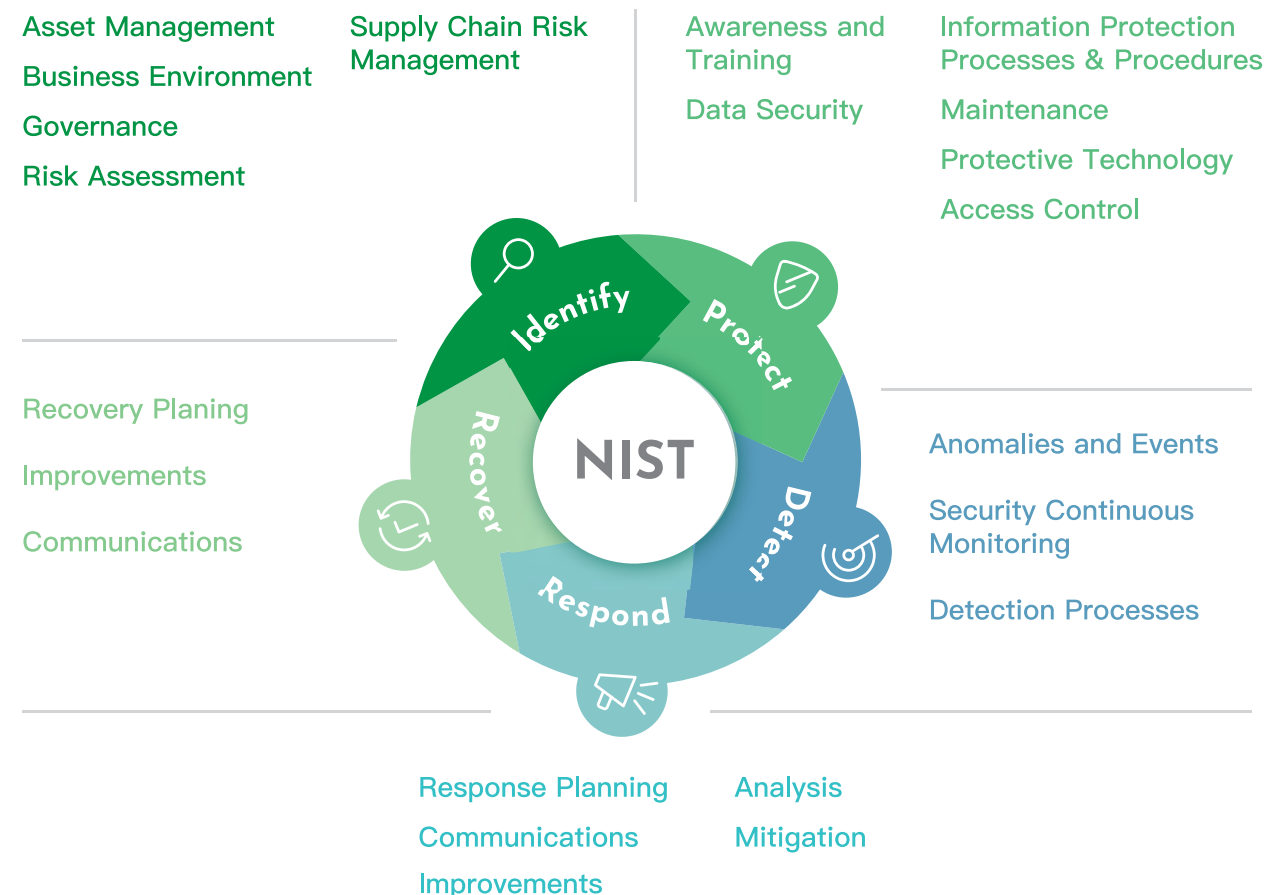 Asset Management
Business Environment
Governance
Risk Assessment
Supply Chain Risk
Management
Awareness and
Training
Data Security
Information Protection
Processes & Procedures
Maintenance
Protective Technology
Access Control
Identify
Protect
Detect
Respond
Recover
NIST
Recovery Planing
Improvements
Communications
Anomalies and Events
Security Continuous
Monitoring
Detection Processes
Response Planning
Communications
Improvements
Analysis
Mitigation